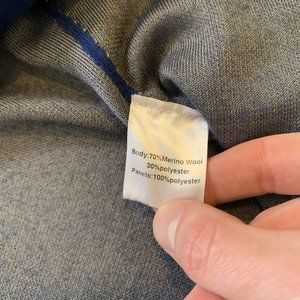 Body:70%Merino Wool
30%polyester
Panels:100%polyester